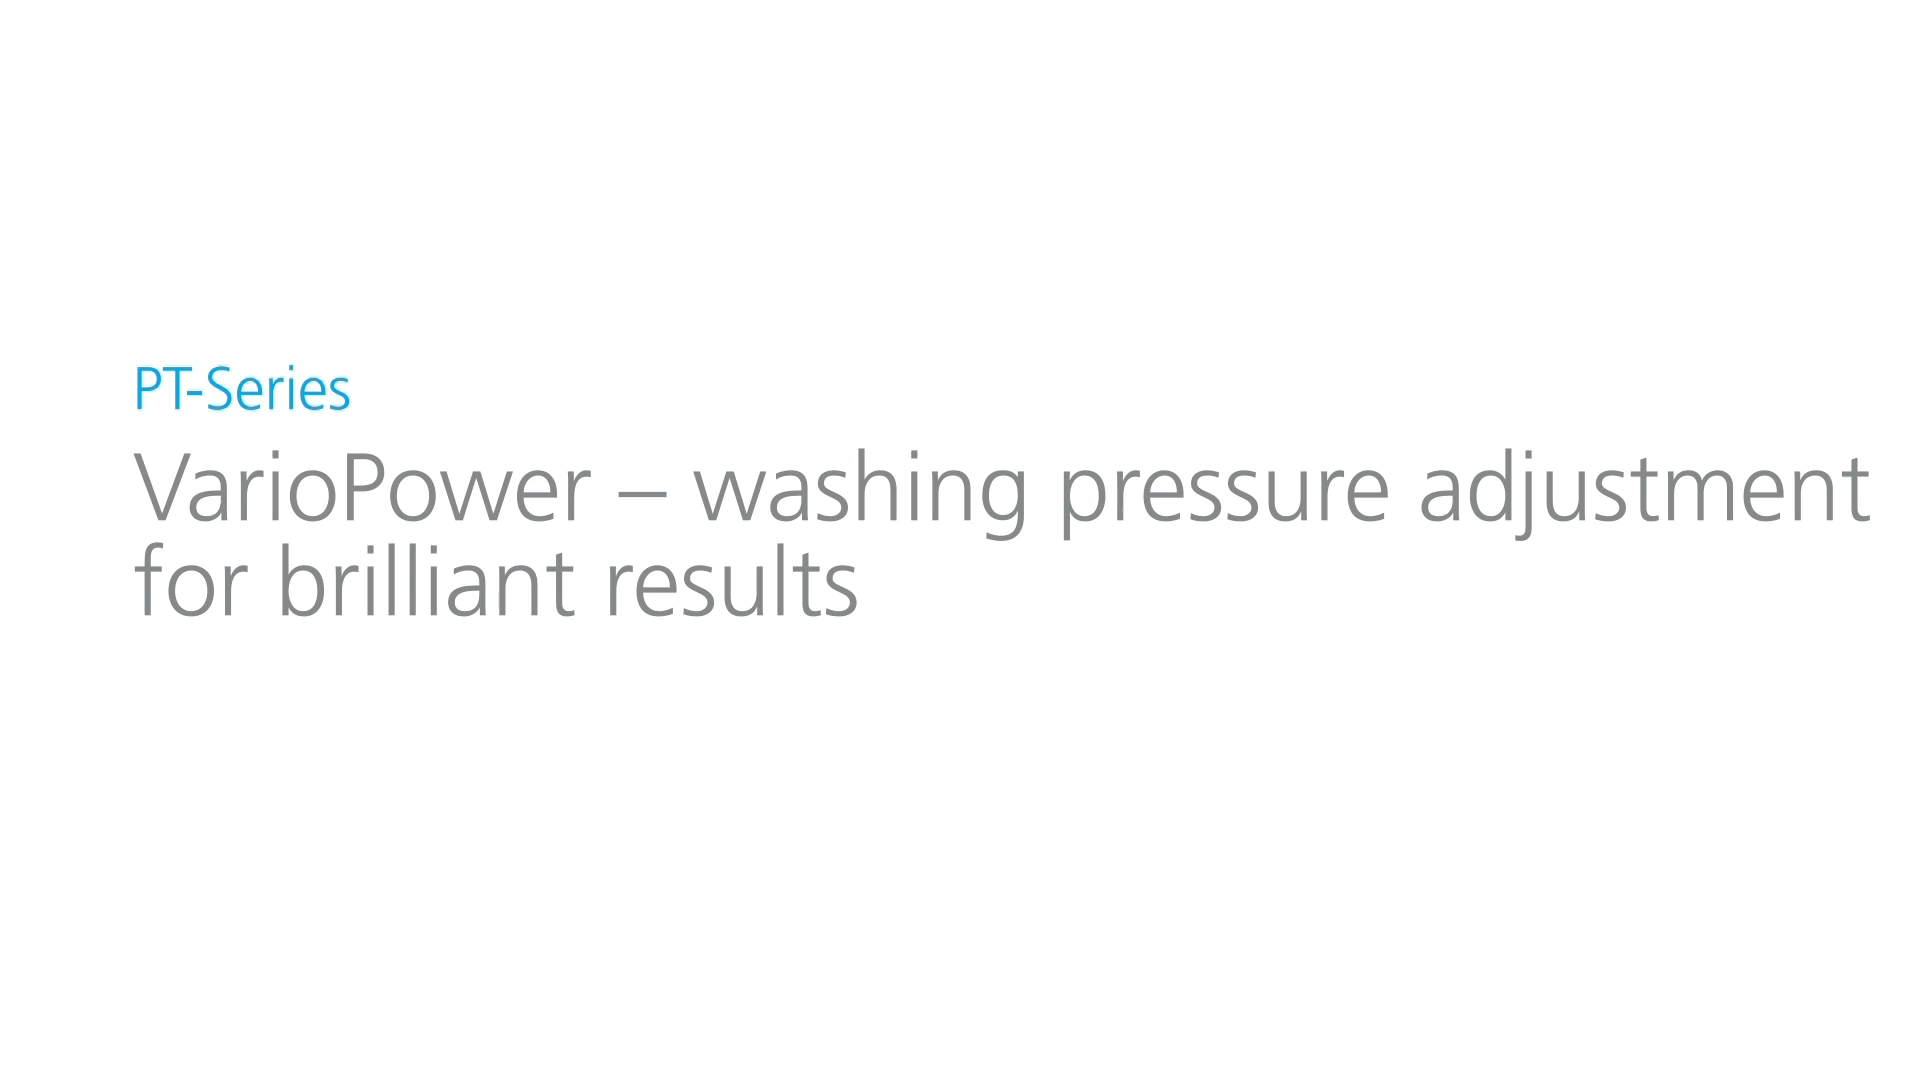 PT-Series
VarioPower – washing pressure adjustment
for brilliant results